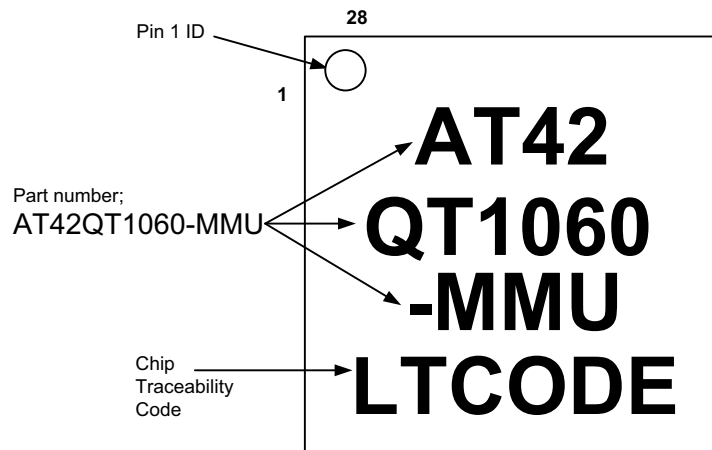 28
Pin 1 ID
1
AT42
Part number;
AT42QT1060-MMU
QT1060
-MMU
Chip
Traceability
Code
LTCODE